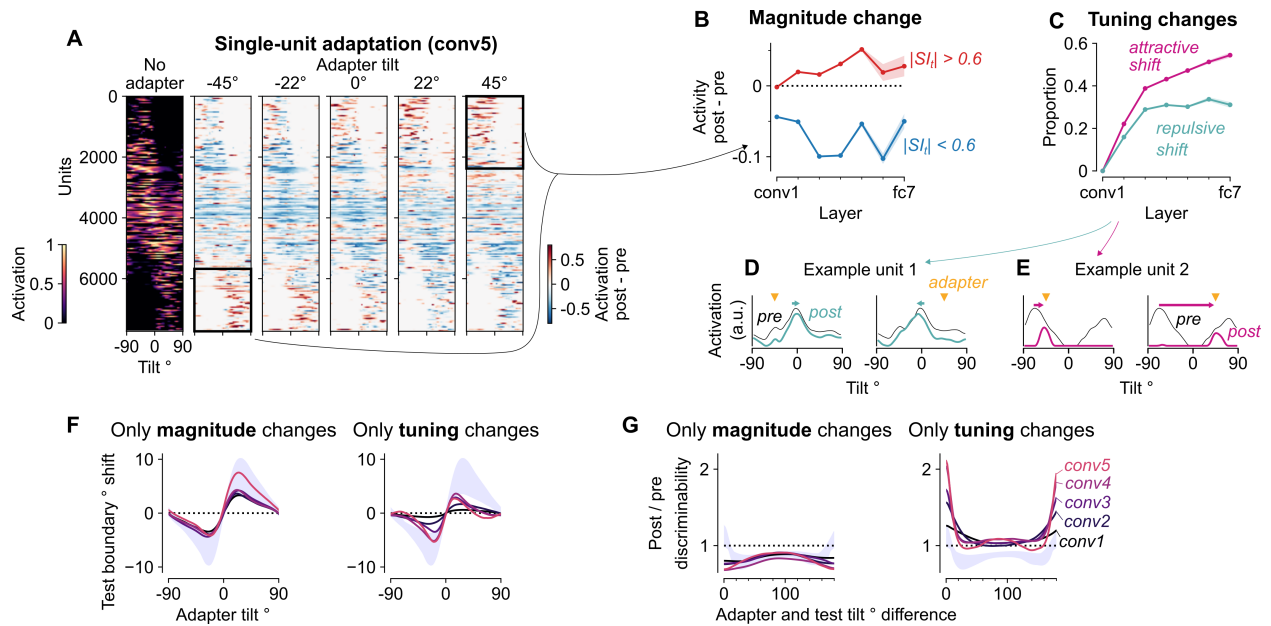 A
Single-unit adaptation (conv5)
No adapter
Adapter tilt
-45°
-22°
0°
22°
45°
Units
0
2000
4000
6000
Activation
1
0.5
0
-90 0 90
Tilt °
Activation
post - pre
0.5
0
-0.5
B
Magnitude change
Activity
post - pre
0
-0.1
|SIt| > 0.6
|SIt| < 0.6
conv1
fc7
Layer
C
Tuning changes
Proportion
0.6
0.4
0.2
0
attractive
shift
repulsive
shift
conv1
fc7
Layer
D
Example unit 1
adapter
Activation
(a.u.)
pre
post
-90 0 90
-90 0 90
Tilt °
E
Example unit 2
pre
post
-90 0 90
-90 0 90
Tilt °
F
Only magnitude changes
Only tuning changes
Test boundary ° shift
10
0
−10
10
0
−10
-90 0 90
-90 0 90
Adapter tilt °
G
Only magnitude changes
Only tuning changes
Post / pre
discriminability
2
1
2
1
0 100
0 100
Adapter and test tilt ° difference
conv5
conv4
conv3
conv2
conv1